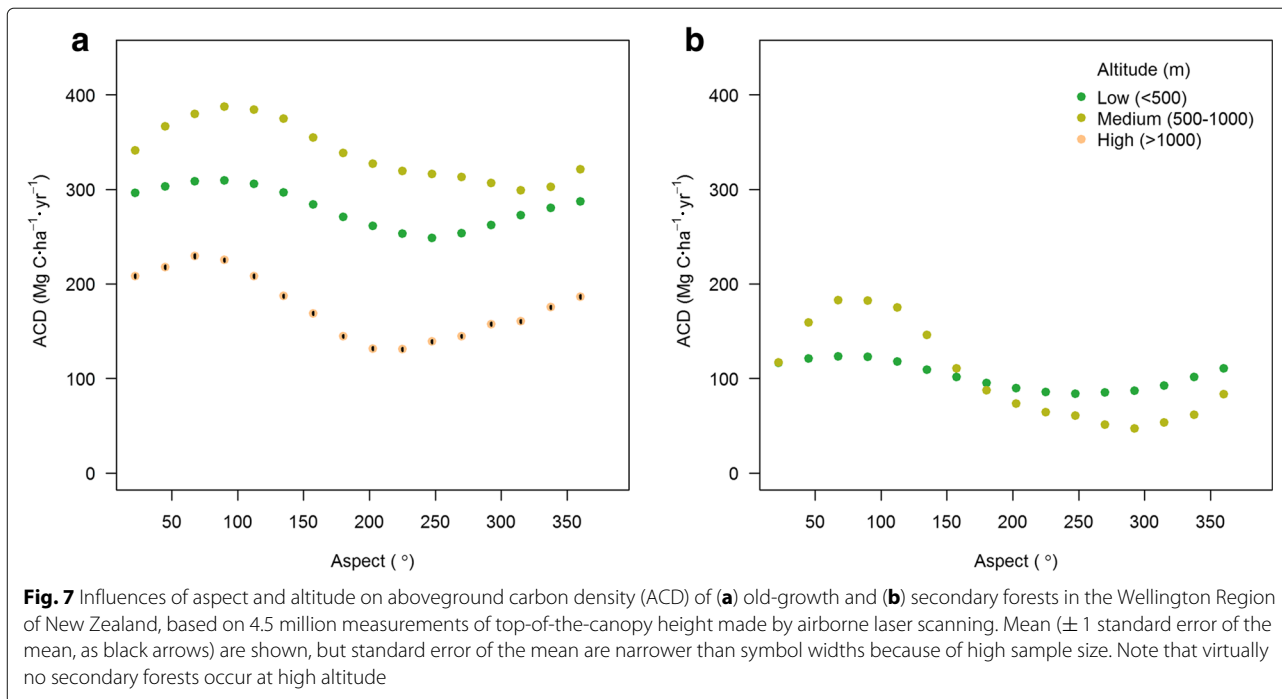 a
ACD (Mg C·ha⁻¹·yr⁻¹)
400
300
200
100
0
50 100 150 200 250 300 350
Aspect ( °)
b
Altitude (m)
Low (<500)
Medium (500-1000)
High (>1000)
ACD (Mg C·ha⁻¹·yr⁻¹)
400
300
200
100
0
50 100 150 200 250 300 350
Aspect ( °)
Fig. 7 Influences of aspect and altitude on aboveground carbon density (ACD) of (a) old-growth and (b) secondary forests in the Wellington Region
of New Zealand, based on 4.5 million measurements of top-of-the-canopy height made by airborne laser scanning. Mean (± 1 standard error of the
mean, as black arrows) are shown, but standard error of the mean are narrower than symbol widths because of high sample size. Note that virtually
no secondary forests occur at high altitude